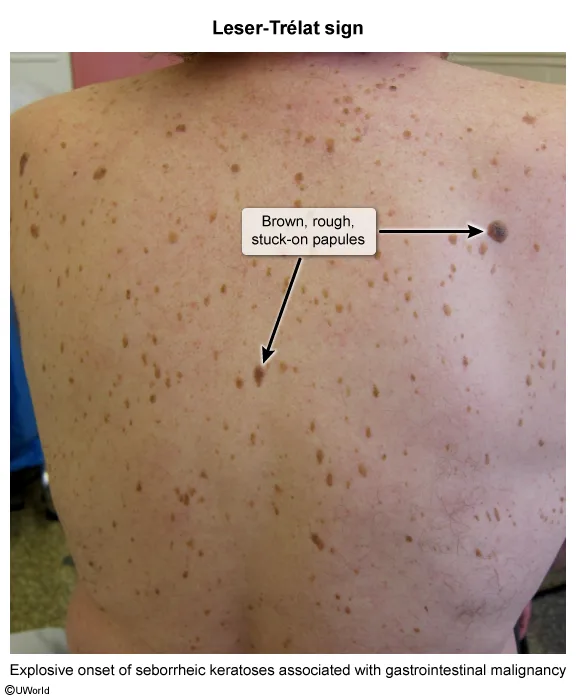 Leser-Trélat sign
Brown, rough,
stuck-on papules
Explosive onset of seborrheic keratoses associated with gastrointestinal malignancy
©UWorld